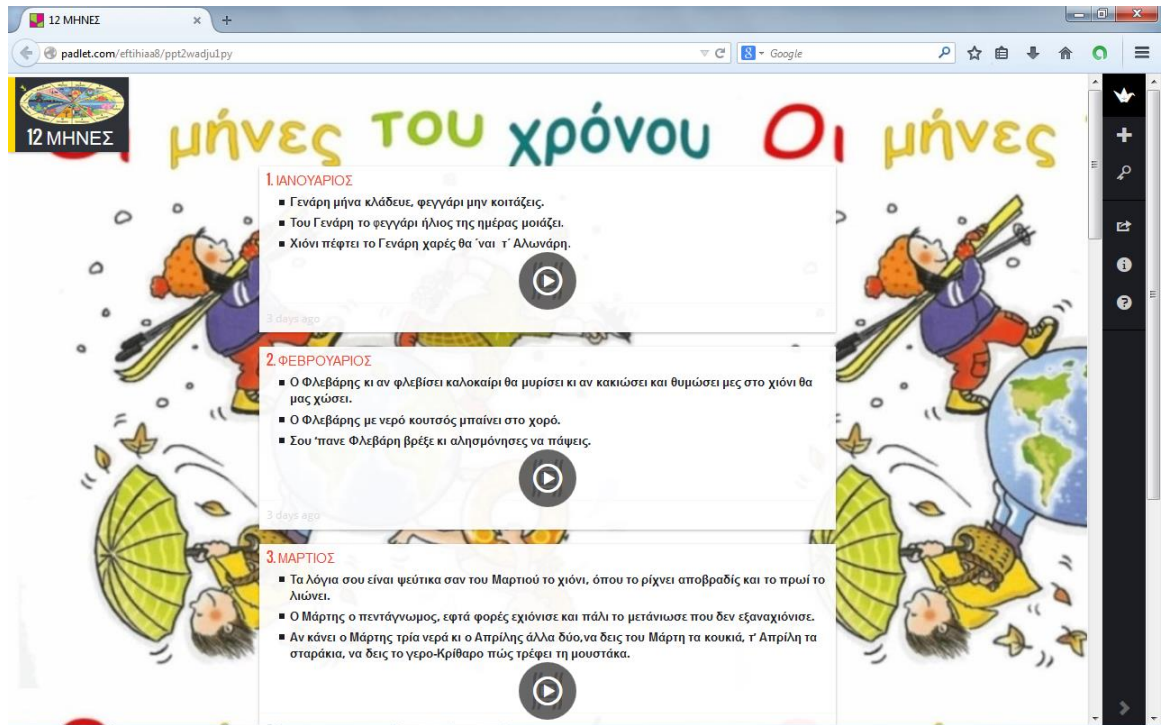 12 ΜΗΝΕΣ
padlet.com/eftihiaa8/ppt2wadju1py
Google
12 ΜΗΝΕΣ
μήνες του χρόνου Οι μήνες
1. ΙΑΝΟΥΑΡΙΟΣ
Γενάρη μήνα κλάδευε, φεγγάρι μην κοιτάζεις.
Του Γενάρη το φεγγάρι ήλιος της ημέρας μοιάζει.
Χιόνι πέφτει το Γενάρη χαρές θα ΄ναι τ΄ Αλωνάρη.
3 days ago
2. ΦΕΒΡΟΥΑΡΙΟΣ
Ο Φλεβάρης κι αν φλεβίσει καλοκαίρι θα μυρίσει κι αν κακιώσει και θυμώσει μες στο χιόνι θα
μας χώσει.
Ο Φλεβάρης με νερό κουτσός μπαίνει στο χορό.
Σου ‘πανε Φλεβάρη βρέξε κι αλησμόνησες να πάψεις.
3 days ago
3. ΜΑΡΤΙΟΣ
Τα λόγια σου είναι ψεύτικα σαν του Μαρτιού το χιόνι, όπου το ρίχνει αποβραδίς και το πρωί το
λιώνει.
Ο Μάρτης ο πεντάγνωμος, εφτά φορές εχιόνισε και πάλι το μετάνιωσε που δεν εξαναχιόνισε.
Αν κάνει ο Μάρτης τρία νερά κι ο Απρίλης άλλα δύο,να δεις του Μάρτη τα κουκιά, τ' Απρίλη τα
σταράκια, να δεις το γερο-Κρίθαρο πώς τρέφει τη μουστάκα.